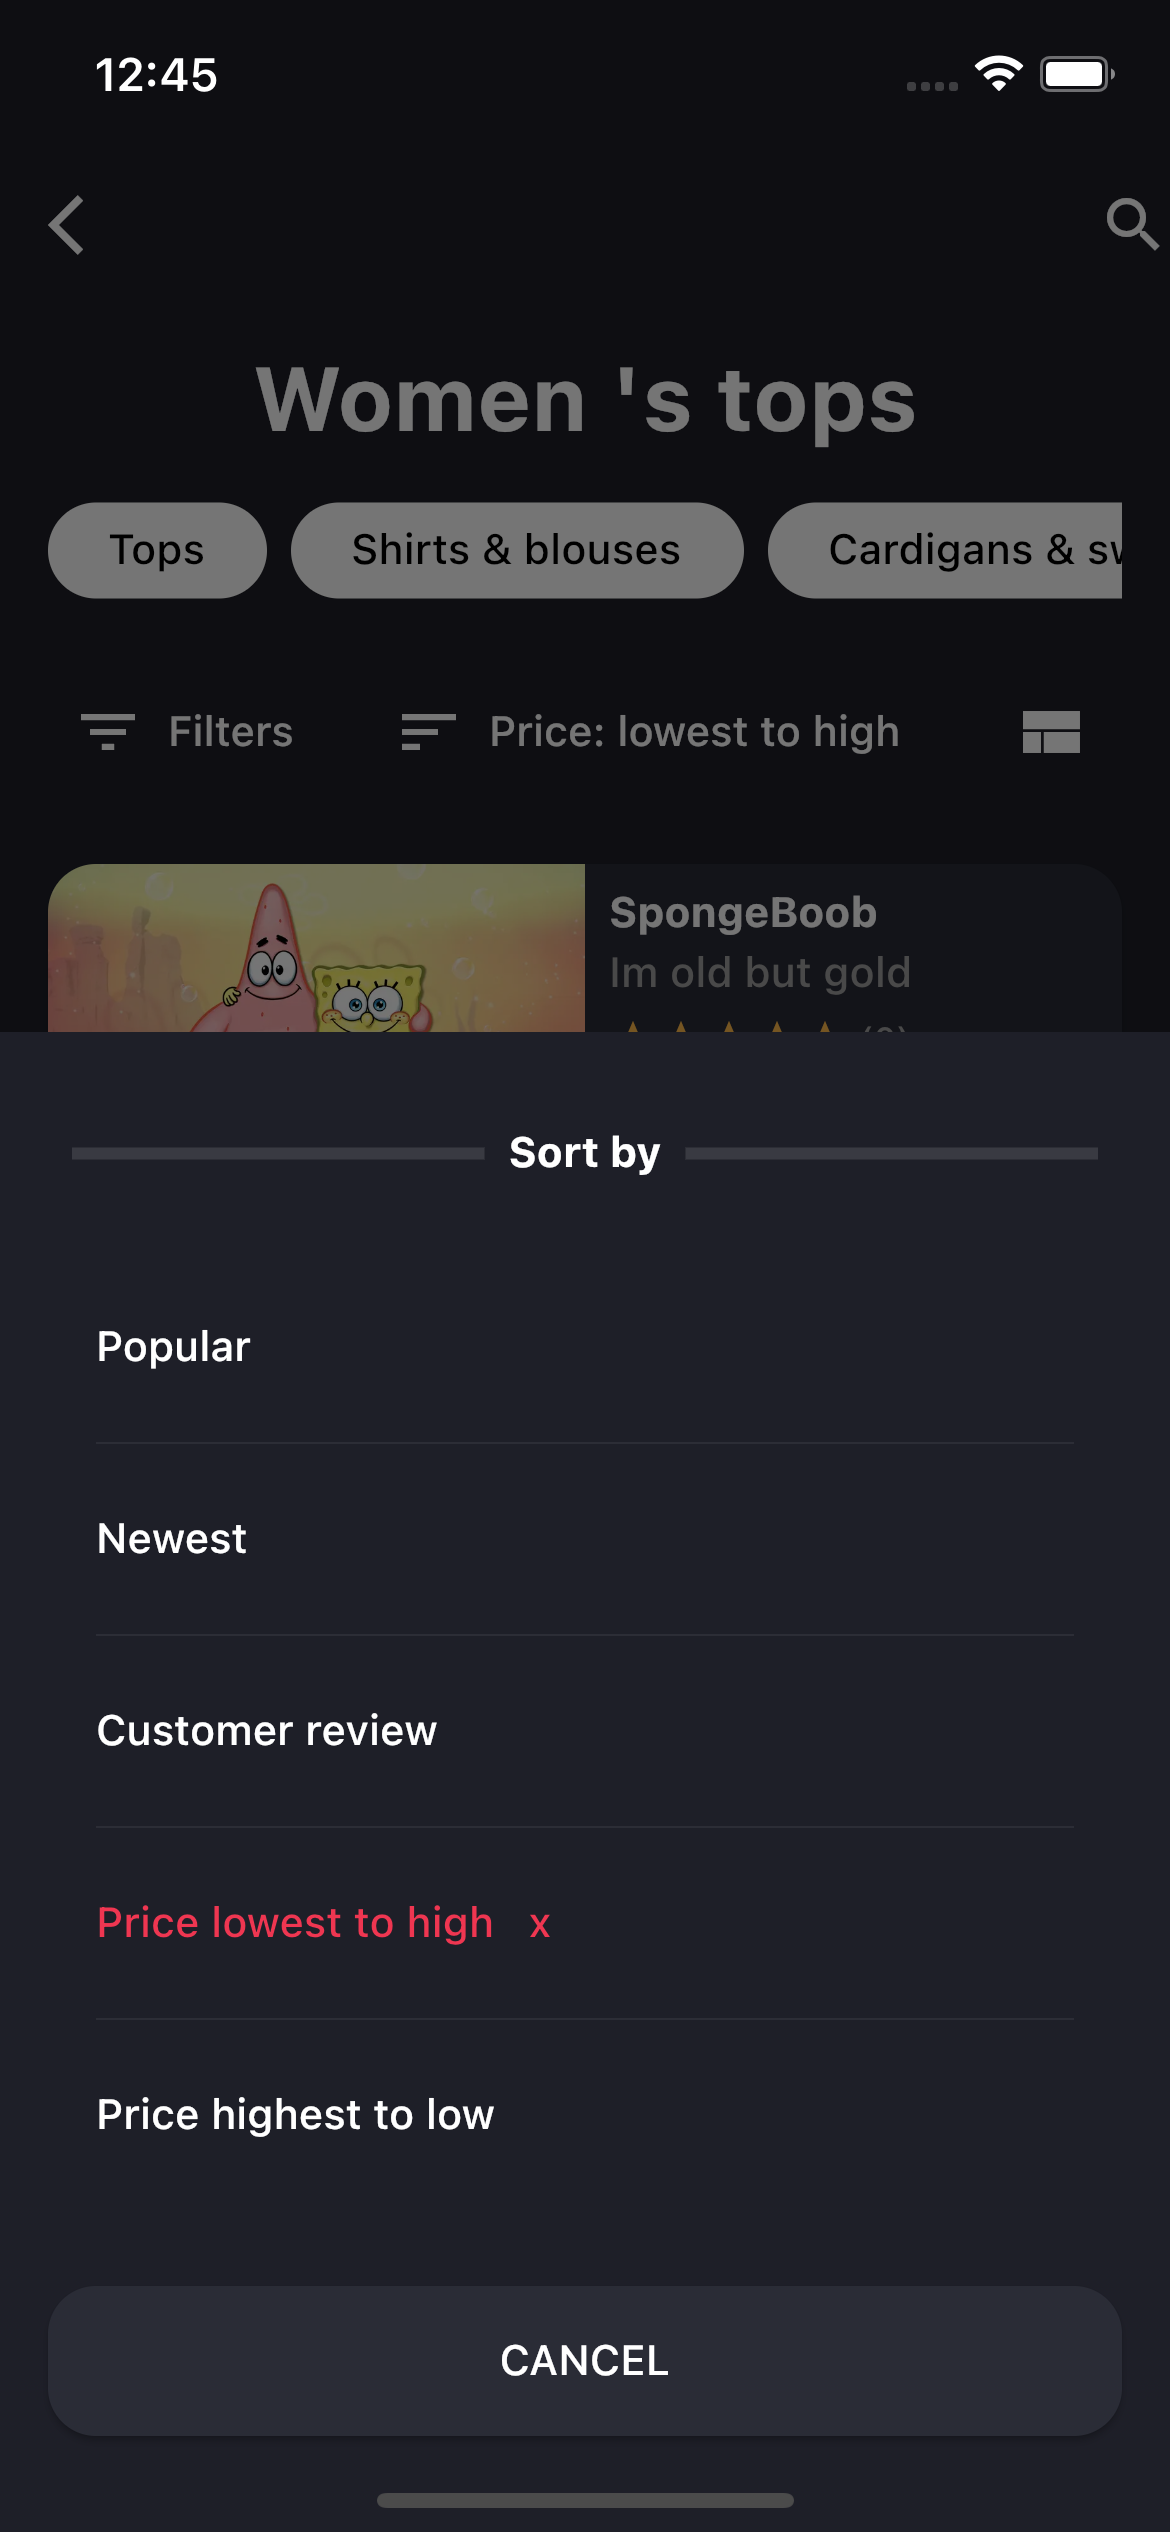 12:45
Women 's tops
Tops
Shirts & blouses
Cardigans & sw
Filters
Price: lowest to high
SpongeBoob
Im old but gold
Sort by
Popular
Newest
Customer review
Price lowest to high x
Price highest to low
CANCEL